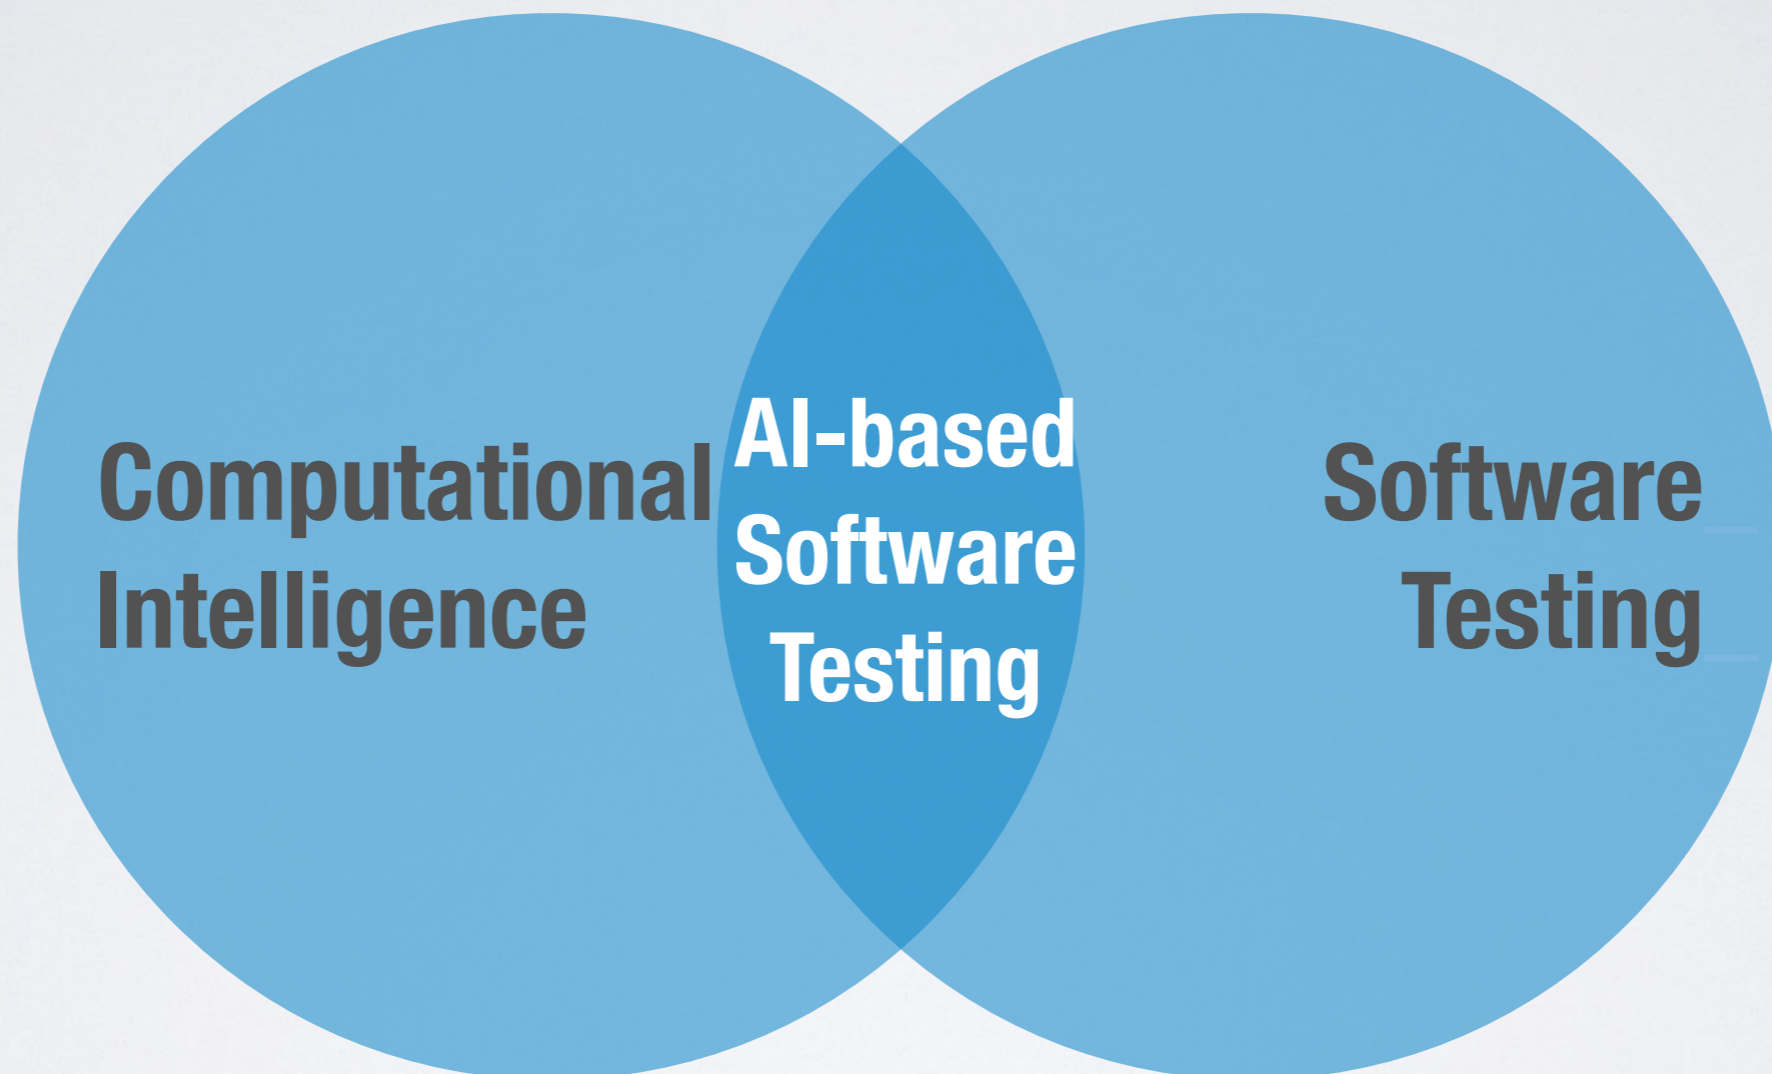 Computational
Intelligence
AI-based
Software
Testing
Software
Testing